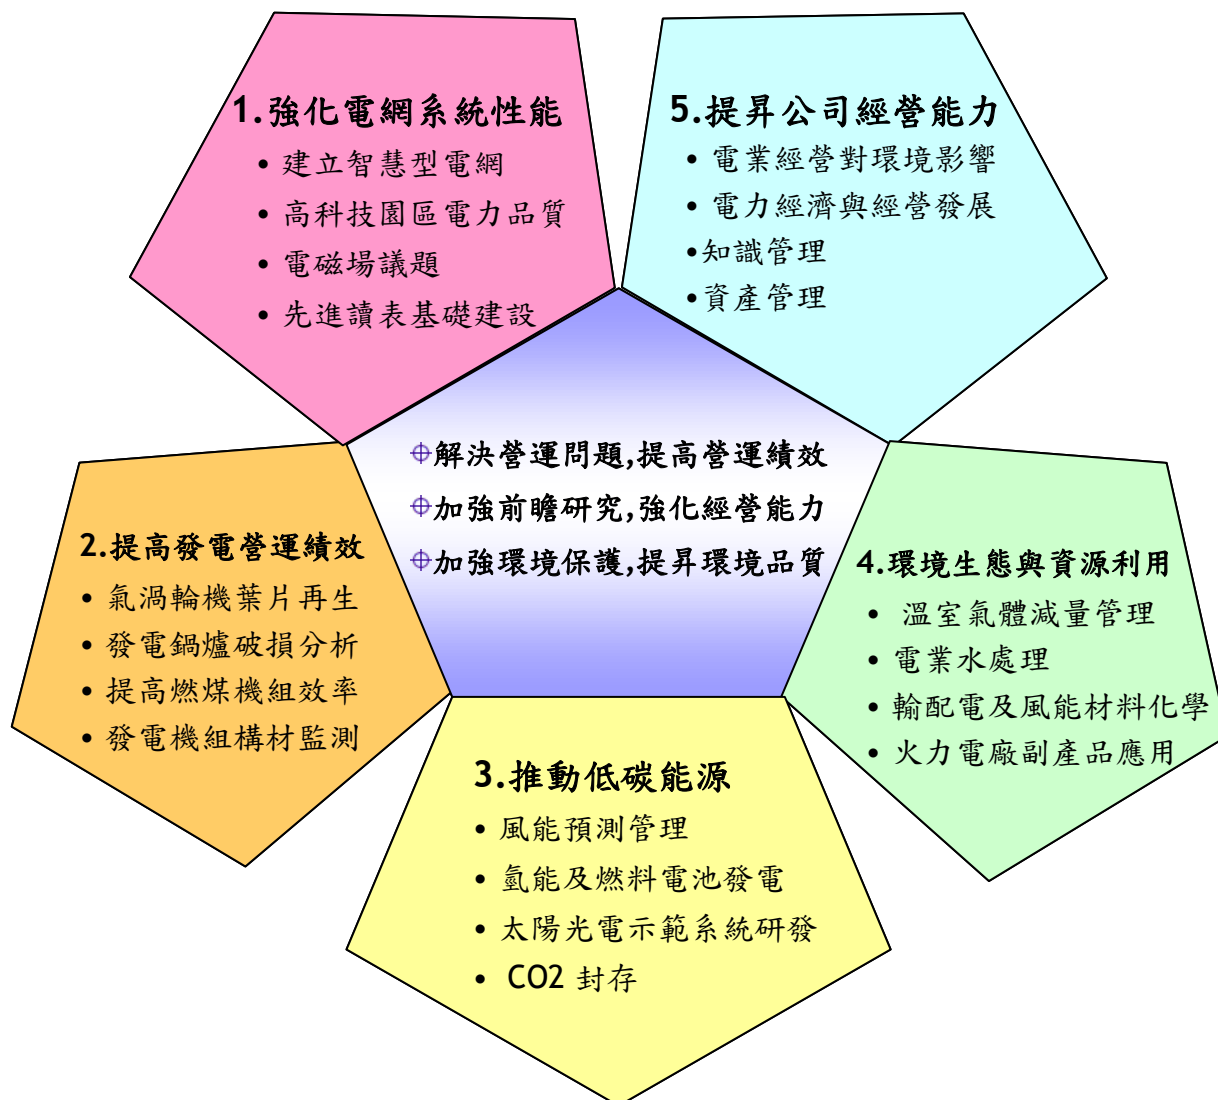 1.強化電網系統性能
• 建立智慧型電網
• 高科技園區電力品質
• 電磁場議題
• 先進讀表基礎建設
5.提昇公司經營能力
• 電業經營對環境影響
• 電力經濟與經營發展
•知識管理
•資產管理
解決營運問題,提高營運績效
加強前瞻研究,強化經營能力
加強環境保護,提昇環境品質
2.提高發電營運績效
• 氣渦輪機葉片再生
• 發電鍋爐破損分析
• 提高燃煤機組效率
• 發電機組構材監測
4.環境生態與資源利用
• 溫室氣體減量管理
• 電業水處理
• 輸配電及風能材料化學
• 火力電廠副產品應用
3.推動低碳能源
• 風能預測管理
• 氫能及燃料電池發電
• 太陽光電示範系統研發
• CO2 封存